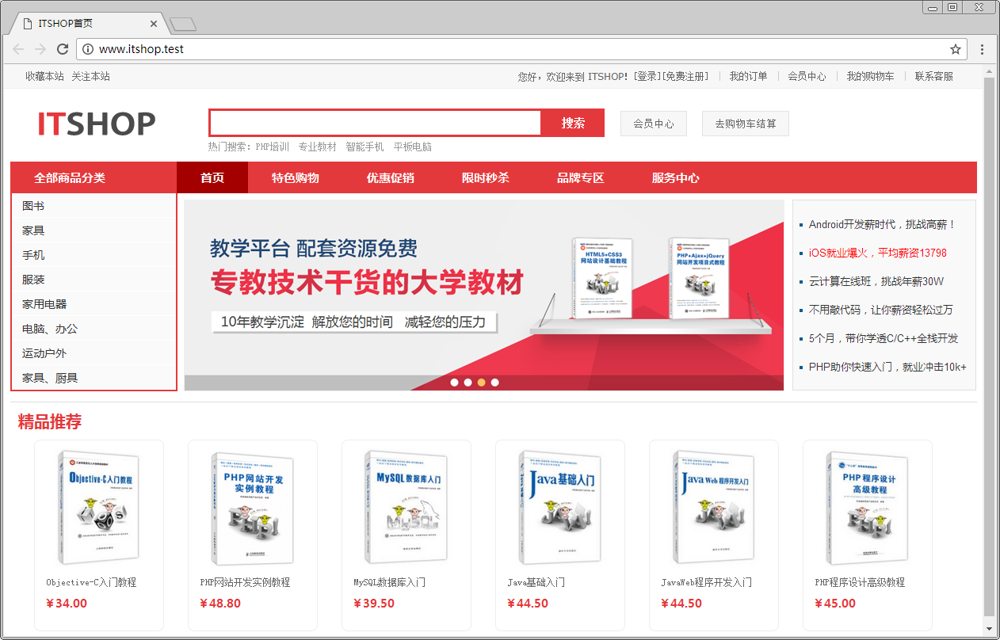 ITSHOP首页
www.itshop.test
收藏本站 关注本站
您好，欢迎来到 ITSHOP! [登录][免费注册] 我的订单 会员中心 我的购物车 联系客服
ITSHOP
搜索 会员中心 去购物车结算
热门搜索：PHP培训 专业教材 智能手机 平板电脑
全部商品分类 首页 特色购物 优惠促销 限时秒杀 品牌专区 服务中心
图书
家具
手机
服装
家用电器
电脑、办公
运动户外
家具、厨具
教学平台 配套资源免费
专教技术干货的大学教材
10年教学沉淀 解放您的时间 减轻您的压力
HTML5+CSS3
网站设计基础教程
PHP+Ajax+jQuery
网站开发项目式教程
Android开发薪时代，挑战高薪！
iOS就业爆火，平均薪资13798
云计算在线班，挑战年薪30W
不用敲代码，让你薪资轻松过万
5个月，带你学透C/C++全栈开发
PHP助你快速入门，就业冲击10k+
精品推荐
Objective-C入门教程
PHP网站开发
实例教程
MySQL数据库入门
Java基础入门
Java Web 程序开发入门
PHP 程序设计
高级教程
Objective-C入门教程
¥34.00
PHP网站开发实例教程
¥48.80
MySQL数据库入门
¥39.50
Java基础入门
¥44.50
JavaWeb程序开发入门
¥44.50
PHP程序设计高级教程
¥45.00